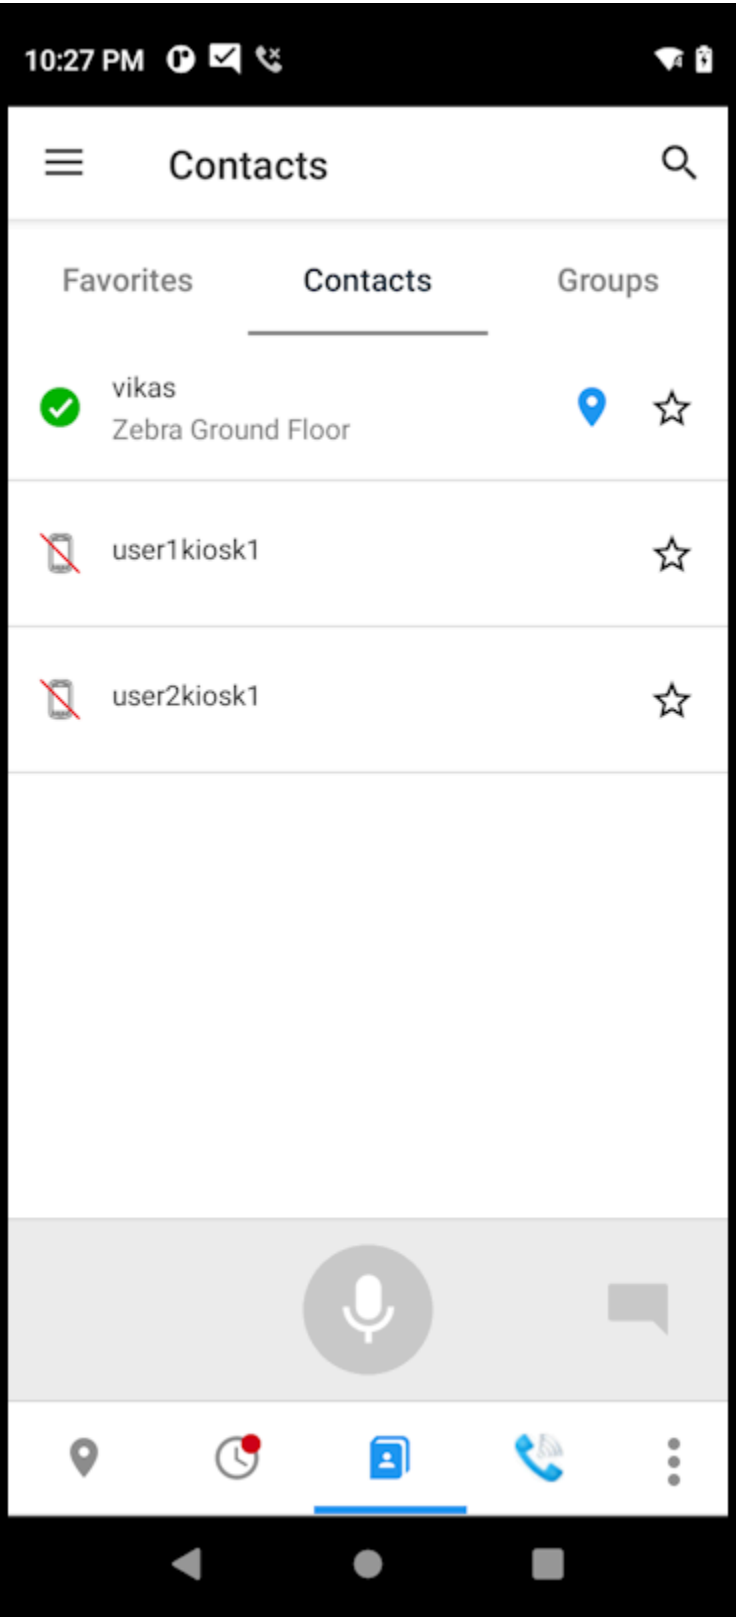 10:27 PM
Contacts
Favorites Contacts Groups
vikas
Zebra Ground Floor
user1kiosk1
user2kiosk1